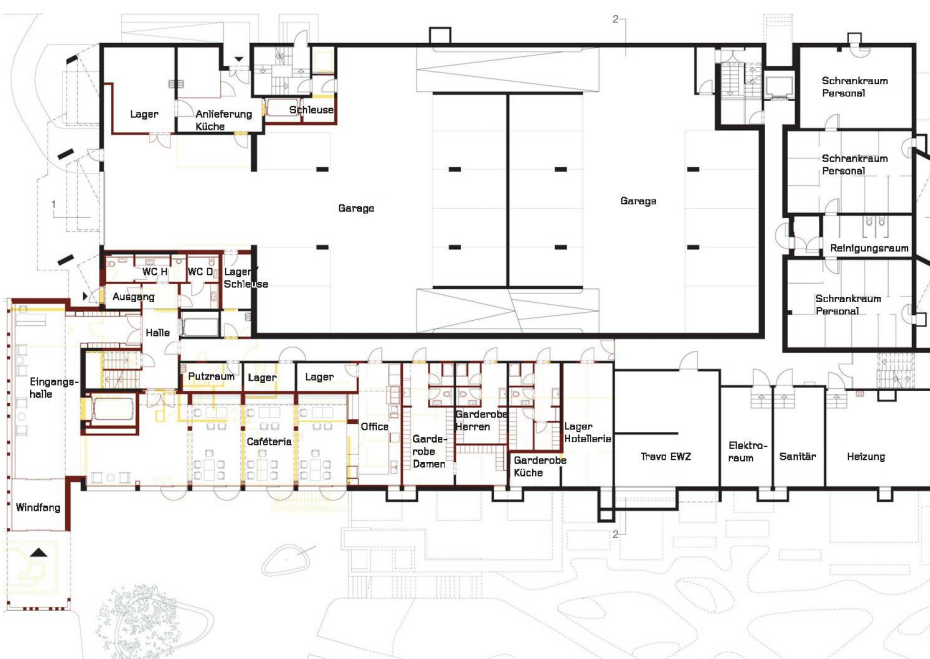 2
Schrankraum
Personal
Lager
Anlieferung
Küche
Schleuse
Schrankraum
Personal
1
Garage
Garage
Reinigungsraum
WC H
WC D
Lager/
Schleuse
Ausgang
Schrankraum
Personal
Halle
Eingangs-
halle
Putzraum
Lager
Lager
Cafèteria
Office
Garde-
robe
Damen
Garderobe
Herren
Garderobe
Küche
Lager
Hotellerie
Travo EWZ
Elektro-
raum
Sanitär
Heizung
Windfang
2